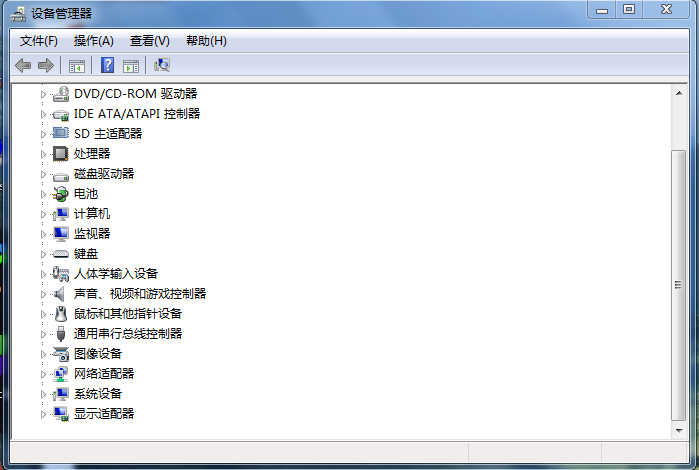 设备管理器
文件(F) 操作(A) 查看(V) 帮助(H)
DVD/CD-ROM 驱动器
IDE ATA/ATAPI 控制器
SD 主适配器
处理器
磁盘驱动器
电池
计算机
监视器
键盘
人体学输入设备
声音、视频和游戏控制器
鼠标和其他指针设备
通用串行总线控制器
图像设备
网络适配器
系统设备
显示适配器